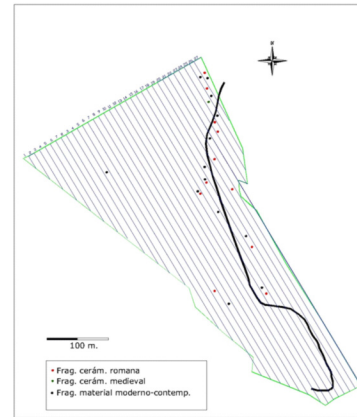 N
100 m.
Frag. cerám. romana
Frag. cerám. medieval
Frag. material moderno-contemp.